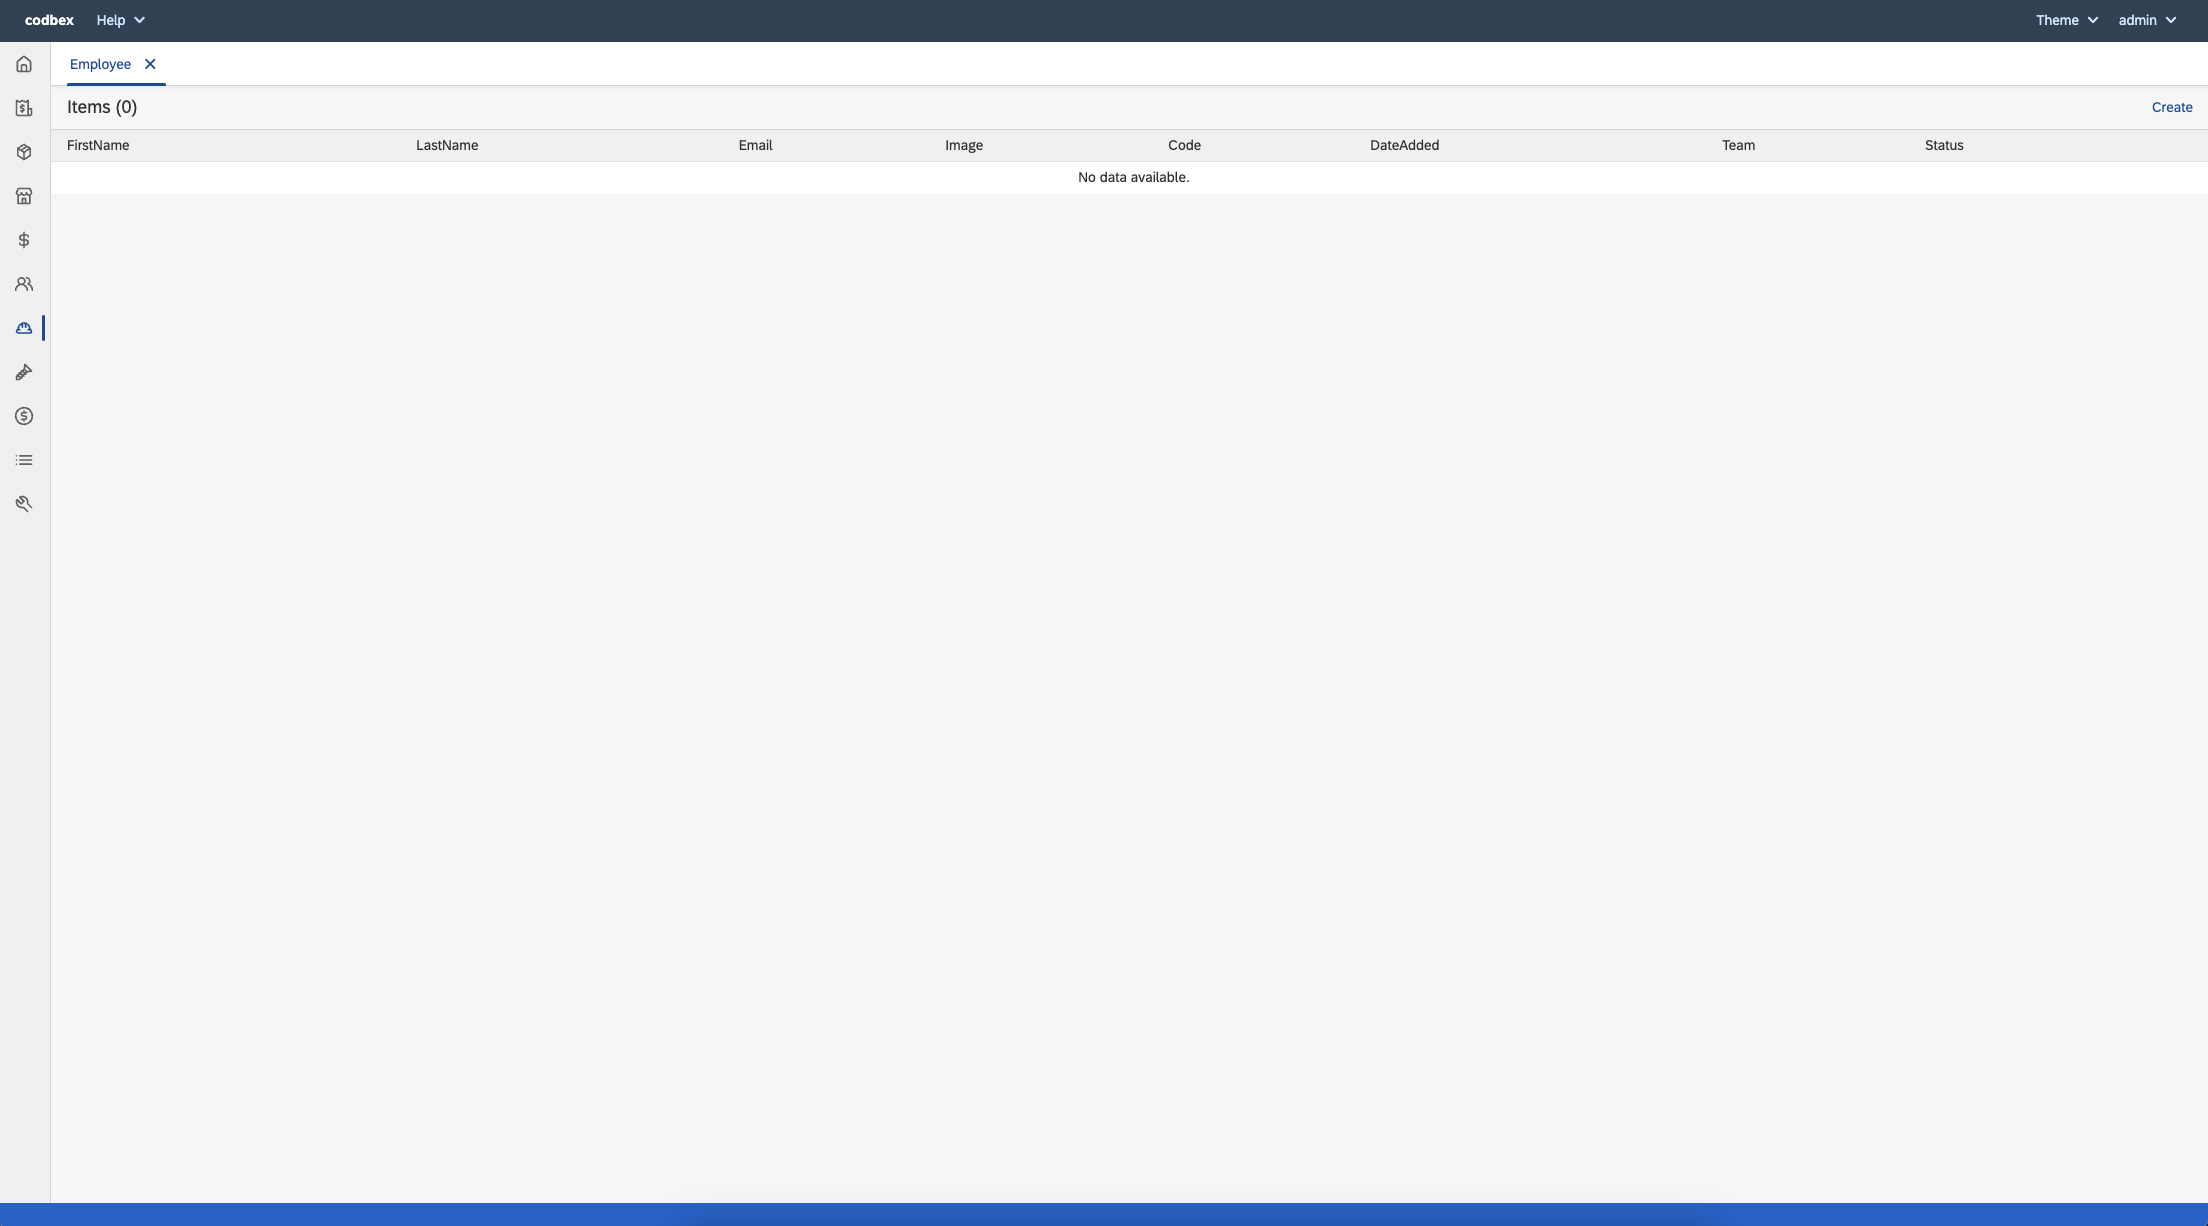 codbex Help Theme admin
Employee
Items (0) Create
FirstName LastName Email Image Code DateAdded Team Status
No data available.